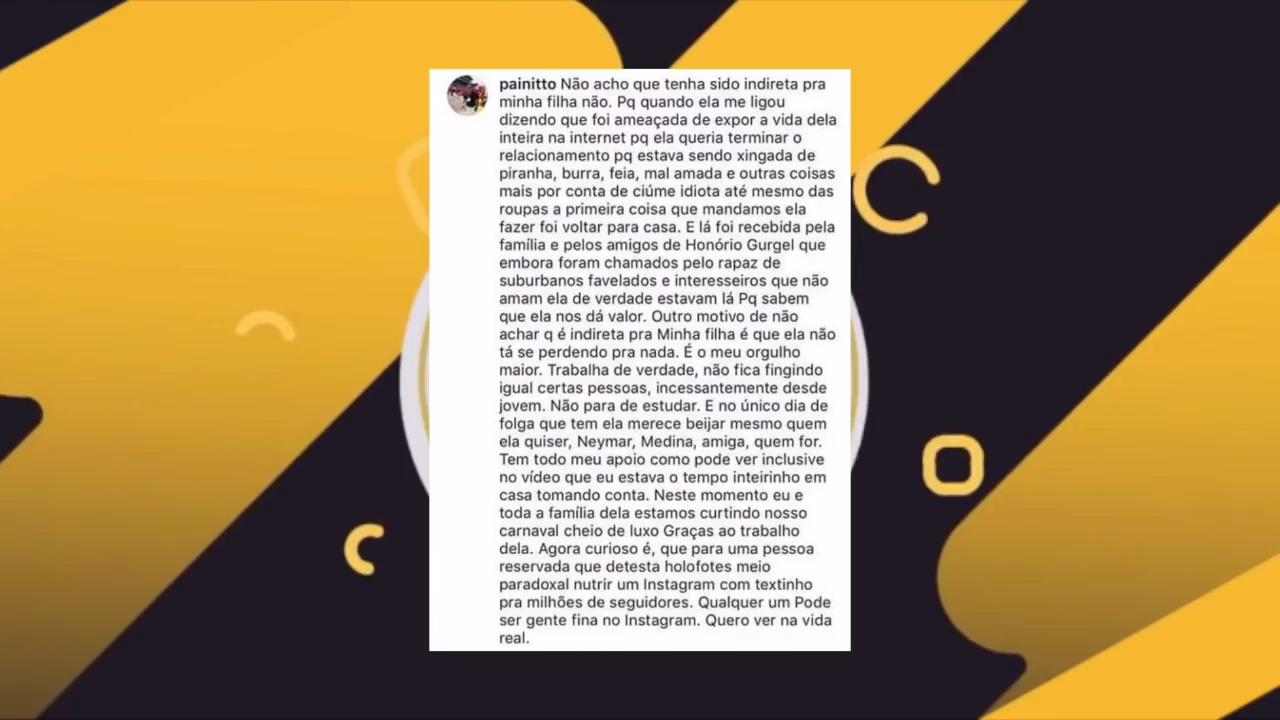 painitto Não acho que tenha sido indireta pra
minha filha não. Pq quando ela me ligou
dizendo que foi ameaçada de expor a vida dela
inteira na internet pq ela queria terminar o
relacionamento pq estava sendo xingada de
piranha, burra, feia, mal amada e outras coisas
mais por conta de ciúme idiota até mesmo das
roupas a primeira coisa que mandamos ela
fazer foi voltar para casa. E lá foi recebida pela
família e pelos amigos de Honório Gurgel que
embora foram chamados pelo rapaz de
suburbanos favelados e interesseiros que não
amam ela de verdade estavam lá Pq sabem
que ela nos dá valor. Outro motivo de não
achar q é indireta pra Minha filha é que ela não
tá se perdendo pra nada. É o meu orgulho
maior. Trabalha de verdade, não fica fingindo
igual certas pessoas, incessantemente desde
jovem. Não para de estudar. E no único dia de
folga que tem ela merece beijar mesmo quem
ela quiser, Neymar, Medina, amiga, quem for.
Tem todo meu apoio como pode ver inclusive
no vídeo que eu estava o tempo inteirinho em
casa tomando conta. Neste momento eu e
toda a família dela estamos curtindo nosso
carnaval cheio de luxo Graças ao trabalho
dela. Agora curioso é, que para uma pessoa
reservada que detesta holofotes meio
paradoxal nutrir um Instagram com textinho
pra milhões de seguidores. Qualquer um Pode
ser gente fina no Instagram. Quero ver na vida
real.